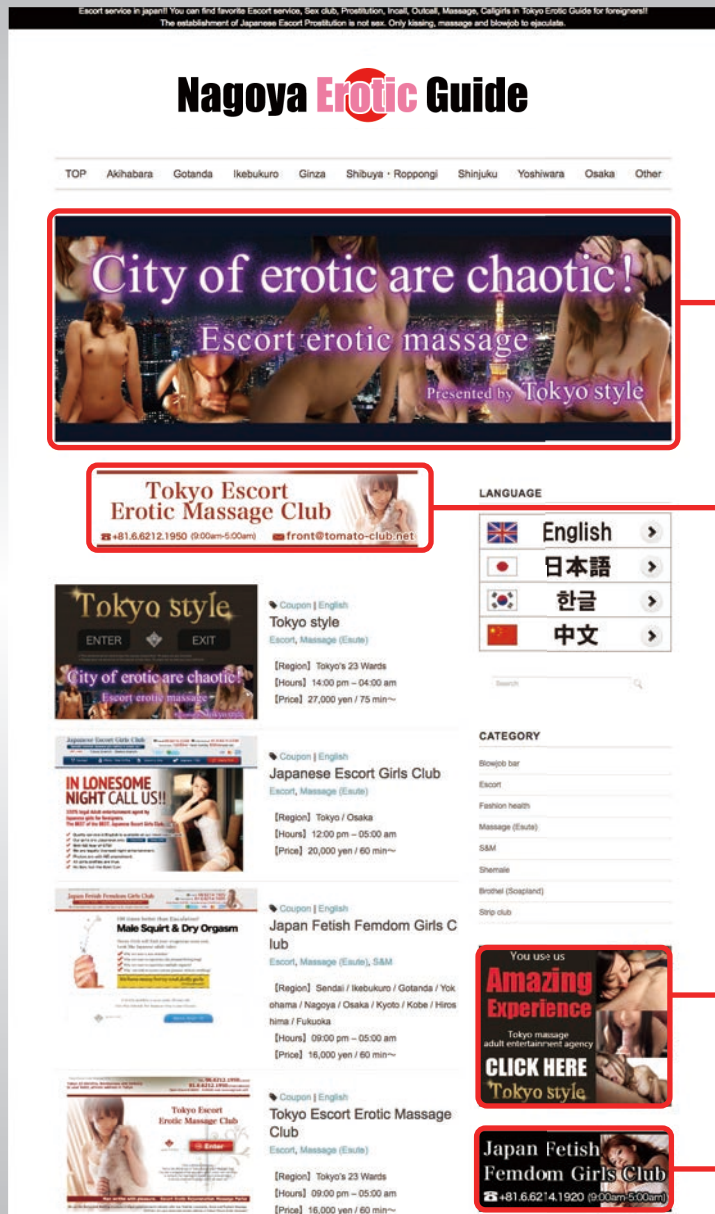 Escort service in japan!! You can find favorite Escort service, Sex club, Prostitution, Incall, Outcall, Massage, Callgirls in Tokyo Erotic Guide for foreigners!!
The establishment of Japanese Escort Prostitution is not sex. Only kissing, massage and blowjob to ejaculate.
Nagoya Erotic Guide
TOP Akihabara Gotanda Ikebukuro Ginza Shibuya・Roppongi Shinjuku Yoshiwara Osaka Other
City of erotic are chaotic!
Escort erotic massage
Presented by Tokyo style
Tokyo Escort
Erotic Massage Club
+81.6.6212.1950 (9:00am-5:00am) front@tomato-club.net
Tokyo style
ENTER EXIT
City of erotic are chaotic!
Escort erotic massage
Coupon | English
Tokyo style
Escort, Massage (Esute)
【Region】Tokyo's 23 Wards
【Hours】14:00 pm – 04:00 am
【Price】27,000 yen / 75 min～
Japanese Escort Girls Club
IN LONESOME
NIGHT CALL US!!
Coupon | English
Japanese Escort Girls Club
Escort, Massage (Esute)
【Region】Tokyo / Osaka
【Hours】12:00 pm – 05:00 am
【Price】20,000 yen / 60 min～
Japan Fetish Femdom Girls Club
Male Squirt & Dry Orgasm
Coupon | English
Japan Fetish Femdom Girls C
lub
Escort, Massage (Esute), S&M
【Region】Sendai / Ikebukuro / Gotanda / Yok
ohama / Nagoya / Osaka / Kyoto / Kobe / Hiros
hima / Fukuoka
【Hours】09:00 pm – 05:00 am
【Price】16,000 yen / 60 min～
Tokyo Escort
Erotic Massage Club
Enter
Coupon | English
Tokyo Escort Erotic Massage
Club
Escort, Massage (Esute)
【Region】Tokyo's 23 Wards
【Hours】09:00 pm – 05:00 am
【Price】16,000 yen / 60 min～
LANGUAGE
English
日本語
한글
中文
Search
CATEGORY
Blowjob bar
Escort
Fashion health
Massage (Esute)
S&M
Shemale
Brothel (Soapland)
Strip club
You use us
Amazing
Experience
Tokyo massage
adult entertainment agency
CLICK HERE
Tokyo style
Japan Fetish
Femdom Girls Club
+81.6.6214.1920 (9:00am-5:00am)